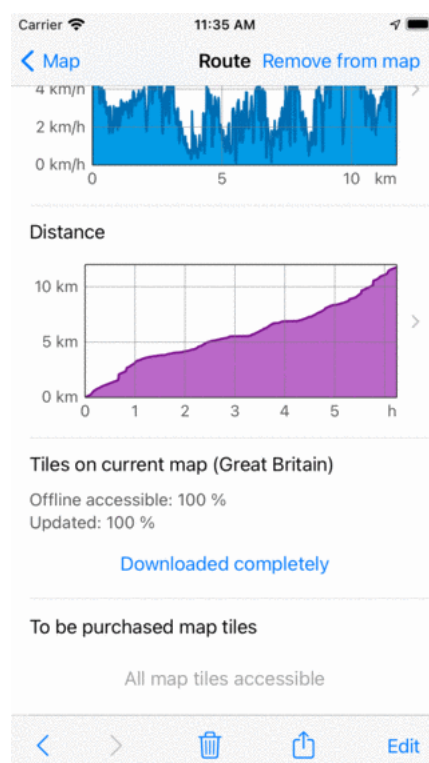 Carrier 11:35 AM
Map Route Remove from map
4 km/h
2 km/h
0 km/h
0 5 10 km
Distance
10 km
5 km
0 km
0 1 2 3 4 5 h
Tiles on current map (Great Britain)
Offline accessible: 100 %
Updated: 100 %
Downloaded completely
To be purchased map tiles
All map tiles accessible
Edit